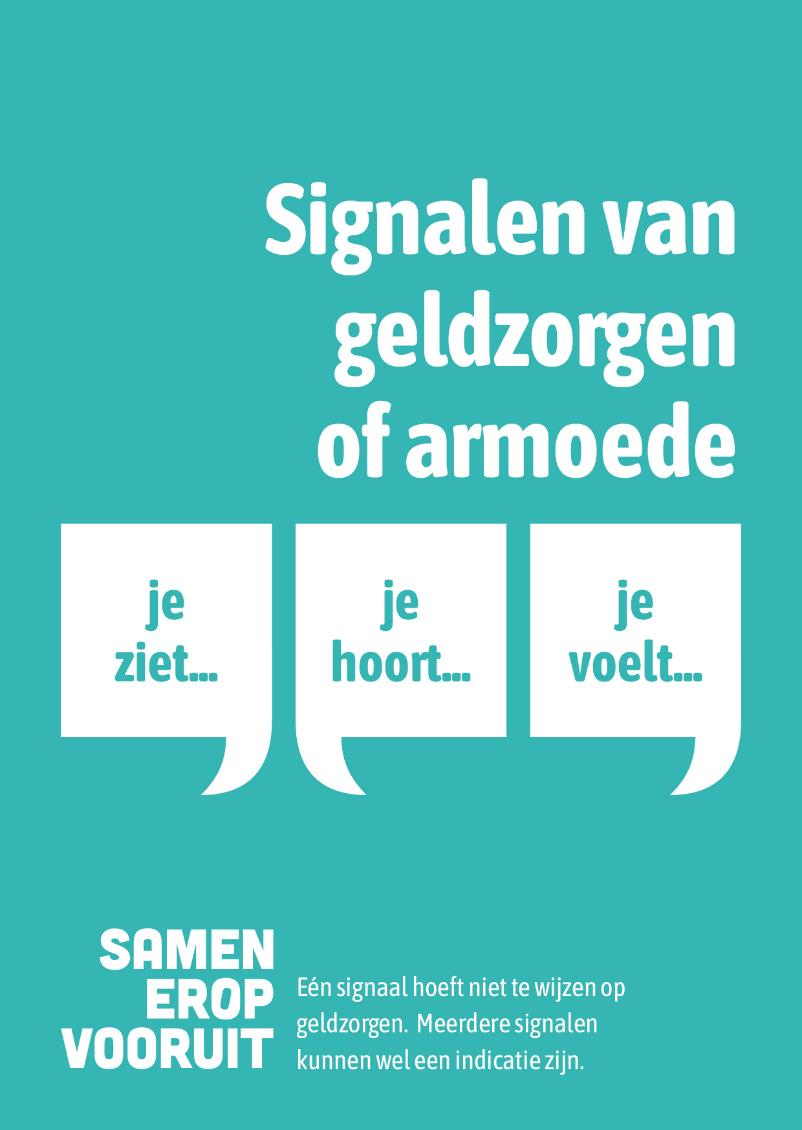 Signalen van
geldzorgen
of armoede
je
ziet...
je
hoort...
je
voelt...
SAMEN
EROP
VOORUIT
Eén signaal hoeft niet te wijzen op
geldzorgen. Meerdere signalen
kunnen wel een indicatie zijn.